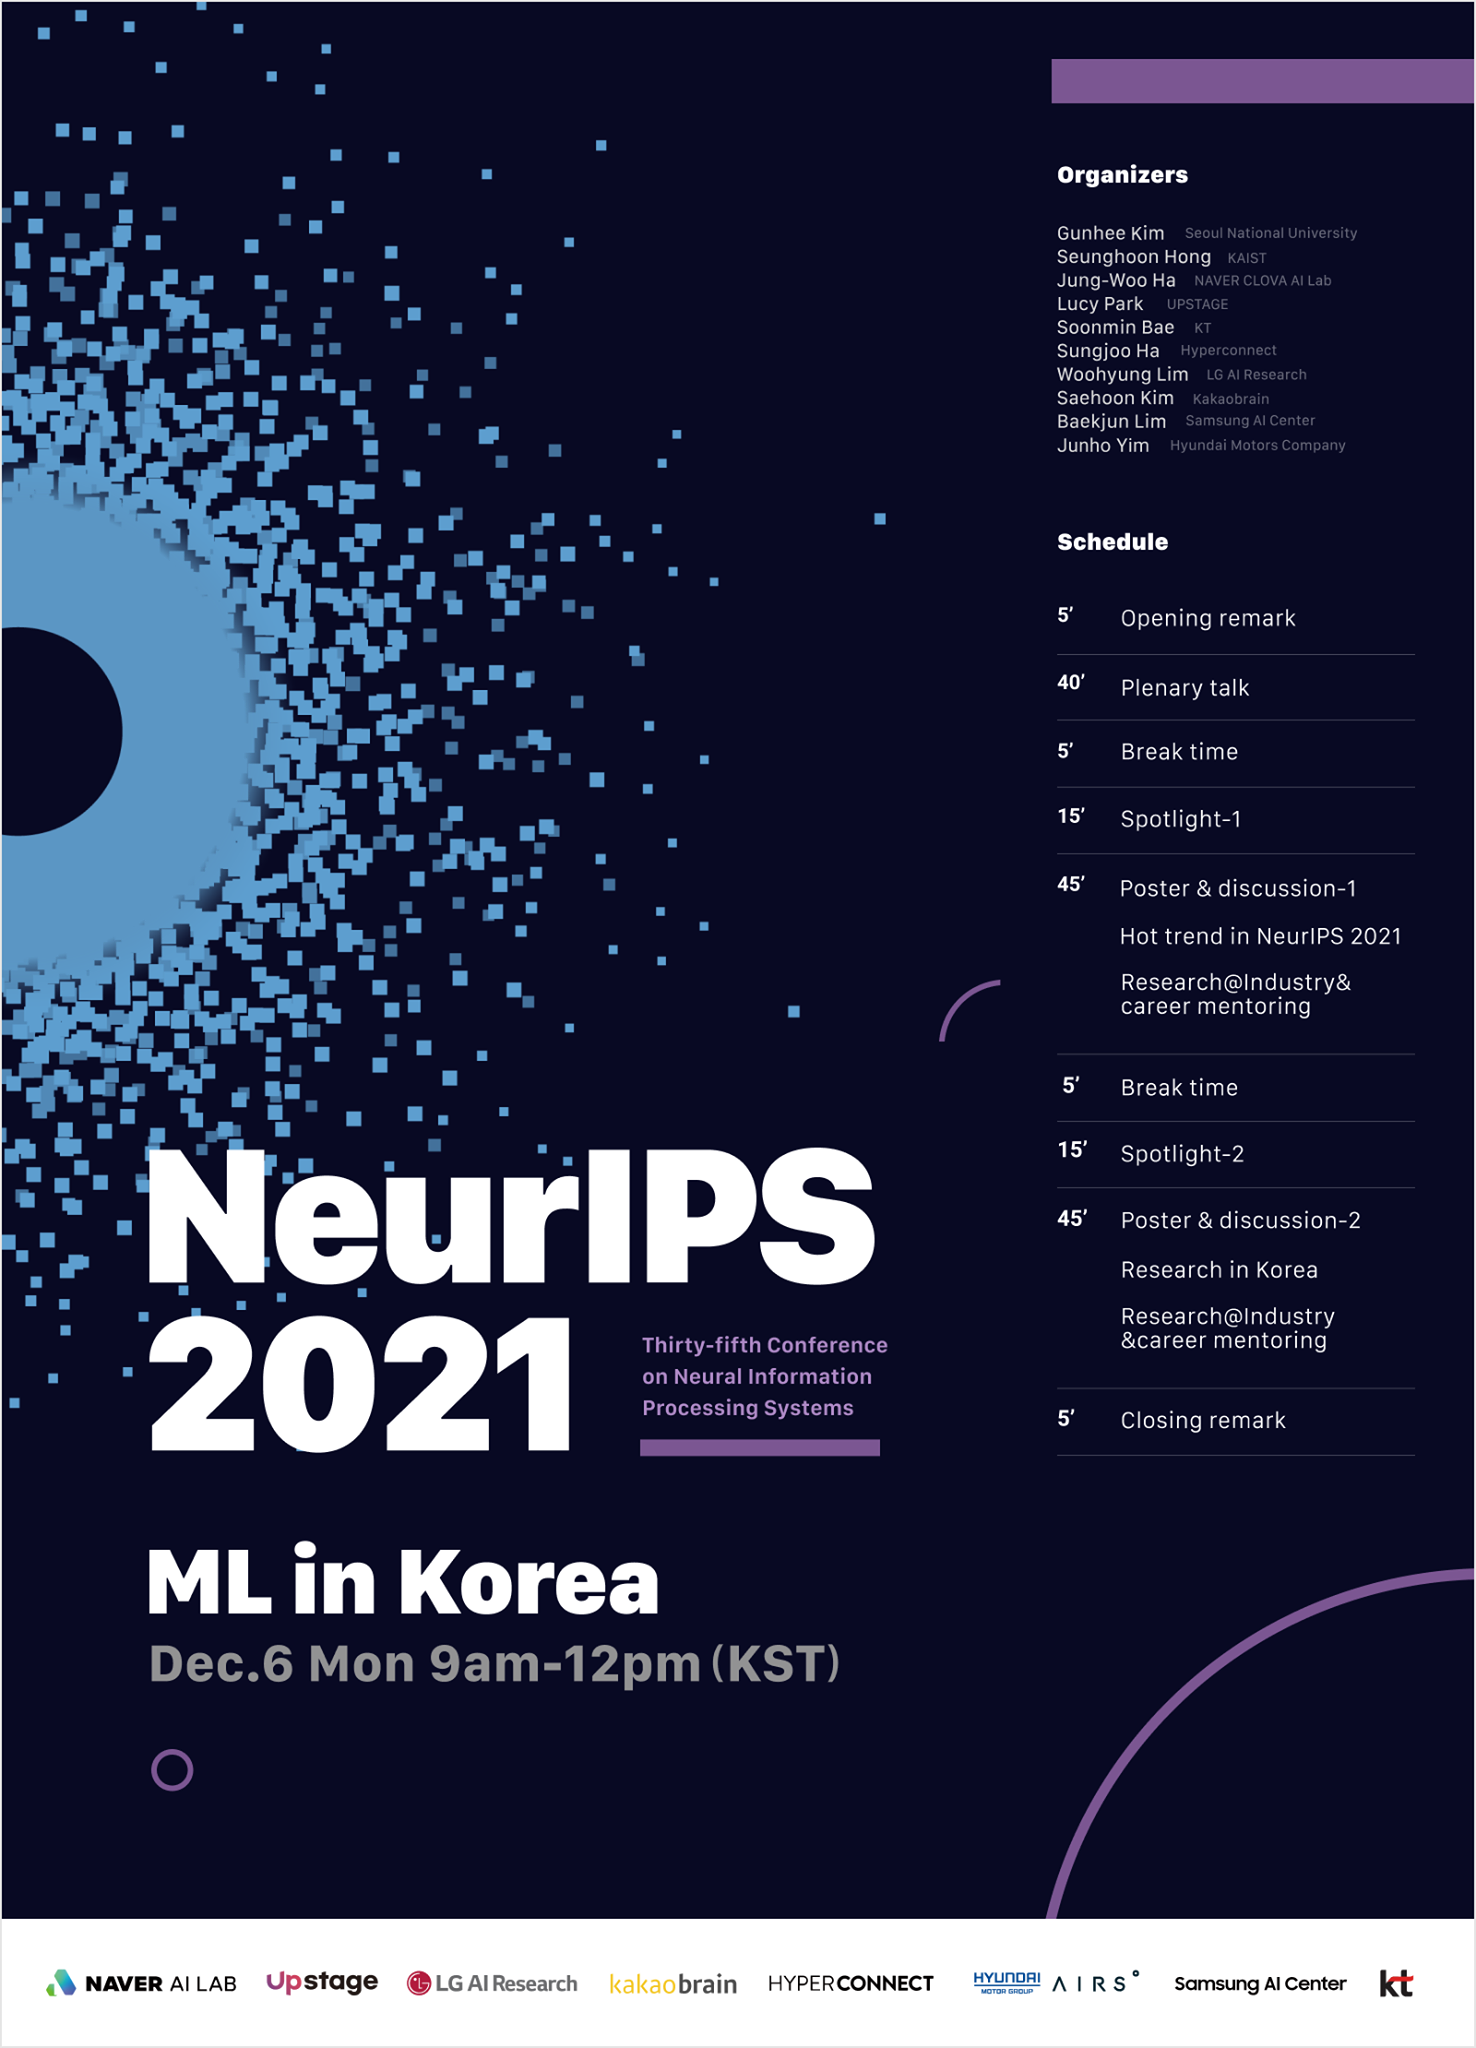 Organizers
Gunhee Kim Seoul National University
Seunghoon Hong KAIST
Jung-Woo Ha NAVER CLOVA AI Lab
Lucy Park UPSTAGE
Soonmin Bae KT
Sungjoo Ha Hyperconnect
Woohyung Lim LG AI Research
Saehoon Kim Kakaobrain
Baekjun Lim Samsung AI Center
Junho Yim Hyundai Motors Company
Schedule
5’ Opening remark
40’ Plenary talk
5’ Break time
15’ Spotlight-1
45’ Poster & discussion-1
Hot trend in NeurIPS 2021
Research@Industry&
career mentoring
5’ Break time
15’ Spotlight-2
45’ Poster & discussion-2
Research in Korea
Research@Industry
&career mentoring
5’ Closing remark
NeurIPS
2021
Thirty-fifth Conference
on Neural Information
Processing Systems
ML in Korea
Dec.6 Mon 9am-12pm (KST)
NAVER AI LAB
Upstage
LG AI Research
kakaobrain
HYPERCONNECT
HYUNDAI
MOTOR GROUP
AIRS°
Samsung AI Center
kt